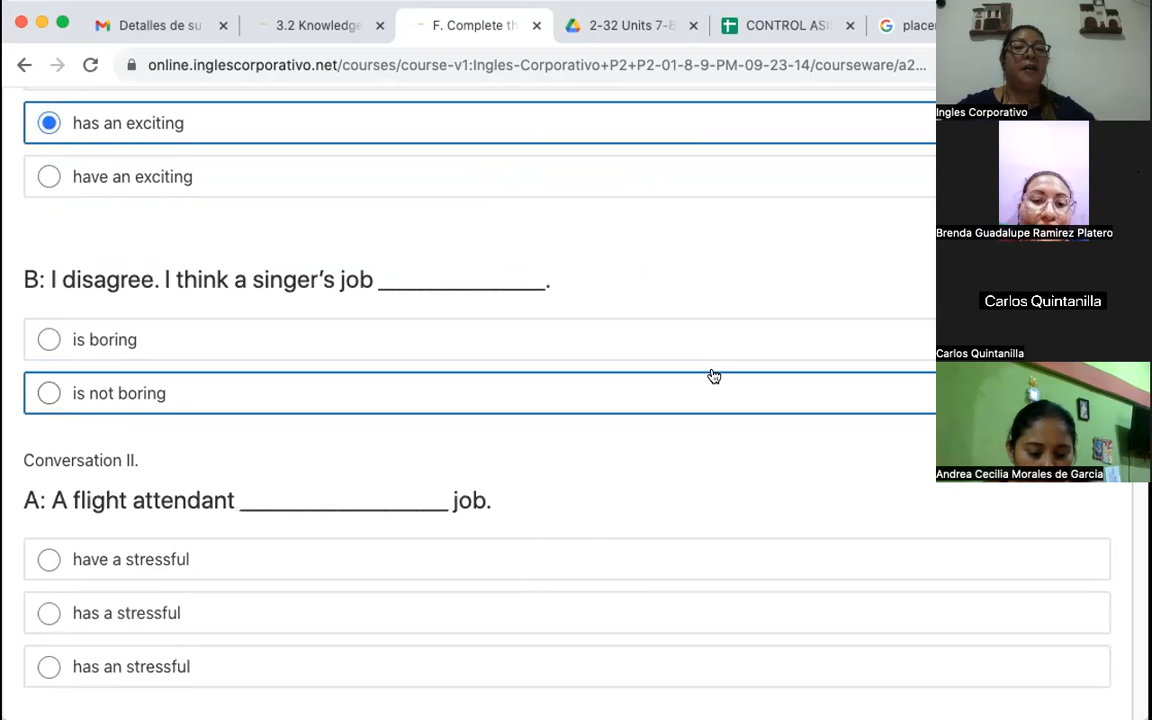 Detalles de su
3.2 Knowledge
F. Complete th
2-32 Units 7-8
CONTROL ASI
placer
online.inglescorporativo.net/courses/course-v1:Ingles-Corporativo+P2+P2-01-8-9-PM-09-23-14/courseware/a2...
Ingles Corporativo
has an exciting
have an exciting
Brenda Guadalupe Ramirez Platero
B: I disagree. I think a singer’s job _______________.
Carlos Quintanilla
Carlos Quintanilla
is boring
is not boring
Conversation II.
Andrea Cecilia Morales de Garcia
A: A flight attendant ___________________ job.
have a stressful
has a stressful
has an stressful